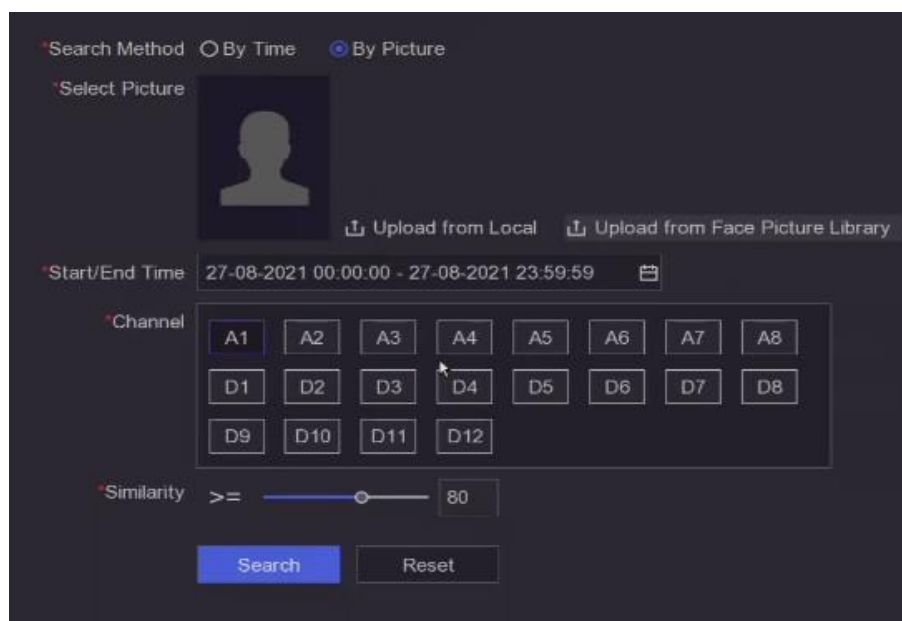 *Search Method By Time By Picture
*Select Picture
Upload from Local Upload from Face Picture Library
*Start/End Time 27-08-2021 00:00:00 - 27-08-2021 23:59:59
*Channel
A1 A2 A3 A4 A5 A6 A7 A8
D1 D2 D3 D4 D5 D6 D7 D8
D9 D10 D11 D12
*Similarity >= 80
Search Reset